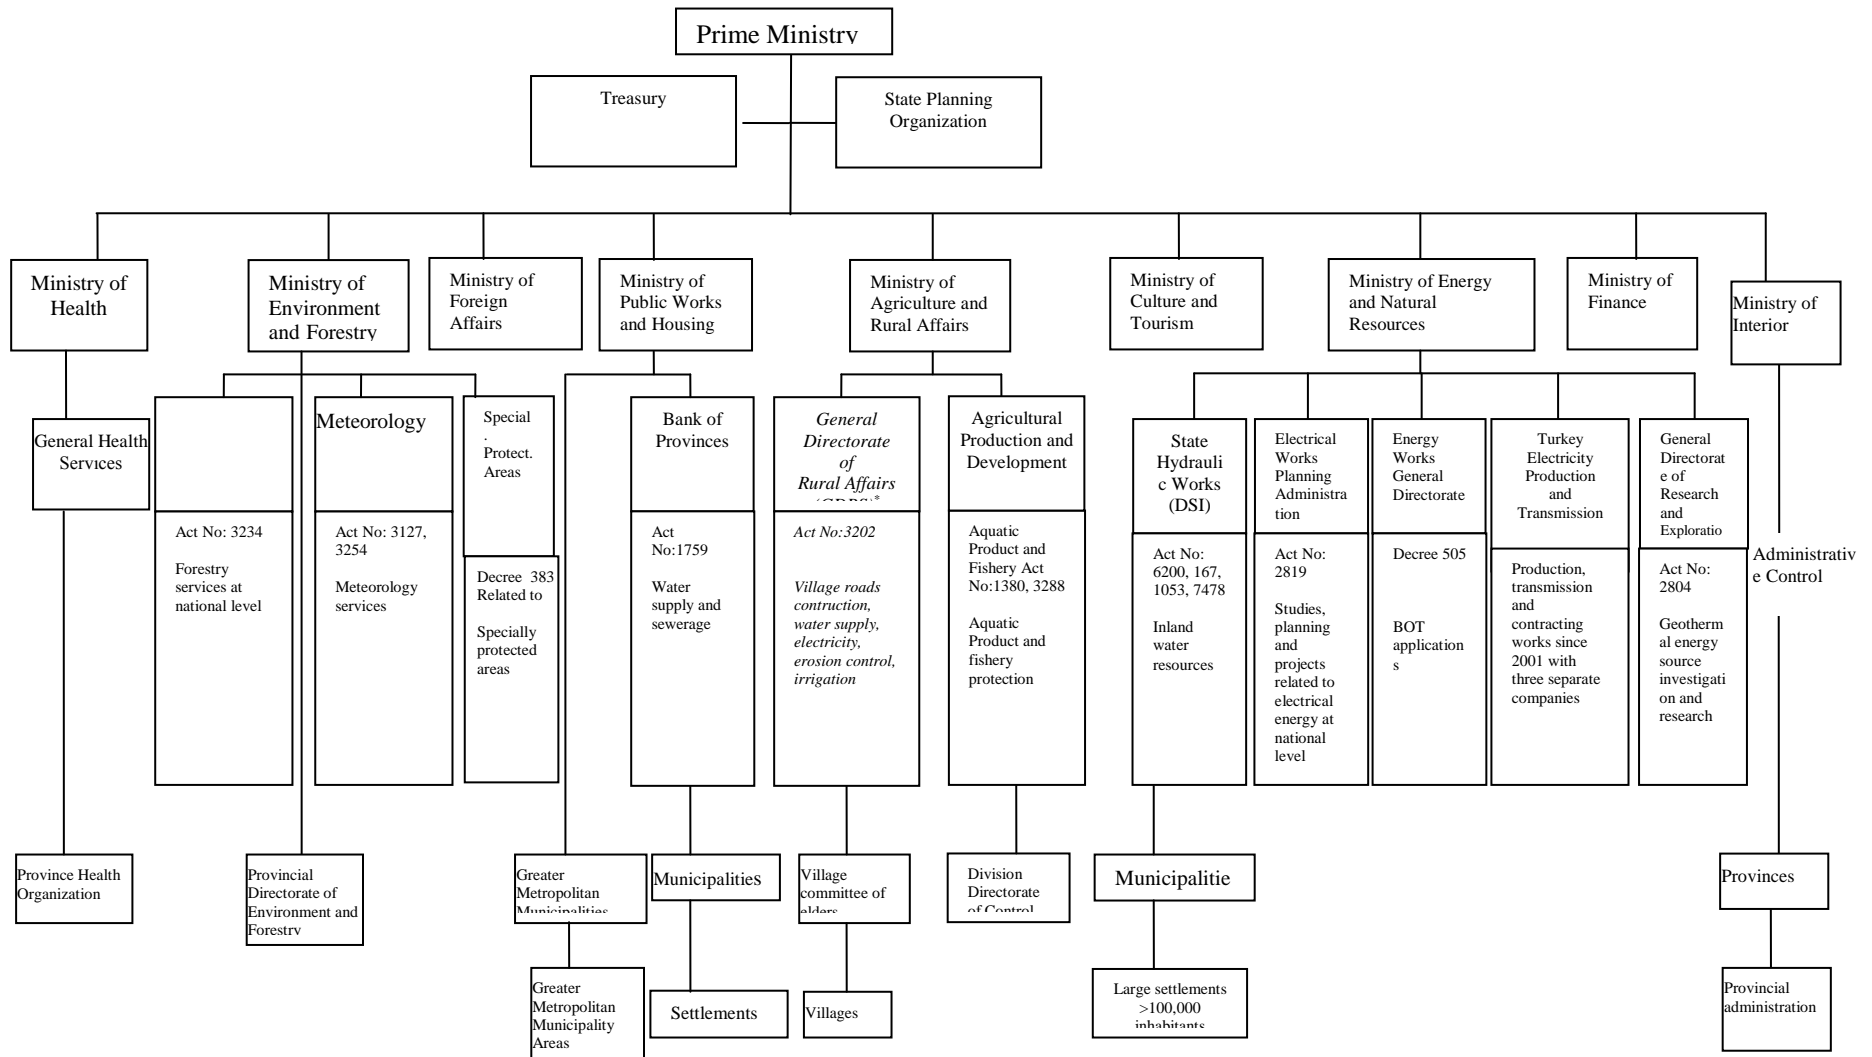 Prime Ministry
Treasury
State Planning
Organization
Ministry of
Health
Ministry of
Environment
and Forestry
Ministry of
Foreign
Affairs
Ministry of
Public Works
and Housing
Ministry of
Agriculture and
Rural Affairs
Ministry of
Culture and
Tourism
Ministry of Energy
and Natural
Resources
Ministry of
Finance
Ministry of
Interior
General Health
Services
Meteorology
Special
.
Protect.
Areas
Bank of
Provinces
General
Directorate
of
Rural Affairs
Agricultural
Production and
Development
State
Hydrauli
c Works
(DSI)
Electrical
Works
Planning
Administra
tion
Energy
Works
General
Directorate
Turkey
Electricity
Production
and
Transmission
General
Directorat
e of
Research
and
Exploratio
Act No: 3234
Forestry
services at
national level
Act No: 3127,
3254
Meteorology
services
Decree 383
Related to
Specially
protected
areas
Act
No:1759
Water
supply and
sewerage
Act No:3202
Village roads
contruction,
water supply,
electricity,
erosion control,
irrigation
Aquatic
Product and
Fishery Act
No:1380, 3288
Aquatic
Product and
fishery
protection
Act No:
6200, 167,
1053, 7478
Inland
water
resources
Act No:
2819
Studies,
planning
and
projects
related to
electrical
energy at
national
level
Decree 505
BOT
application
s
Production,
transmission
and
contracting
works since
2001 with
three separate
companies
Act No:
2804
Geotherm
al energy
source
investigati
on and
research
Administrativ
e Control
Province Health
Organization
Provincial
Directorate of
Environment and
Forestry
Greater
Metropolitan
Municipalities
Municipalities
Village
committee of
elders
Division
Directorate
of Control
Municipalitie
Provinces
Greater
Metropolitan
Municipality
Areas
Settlements
Villages
Large settlements
>100,000
inhabitants
Provincial
administration